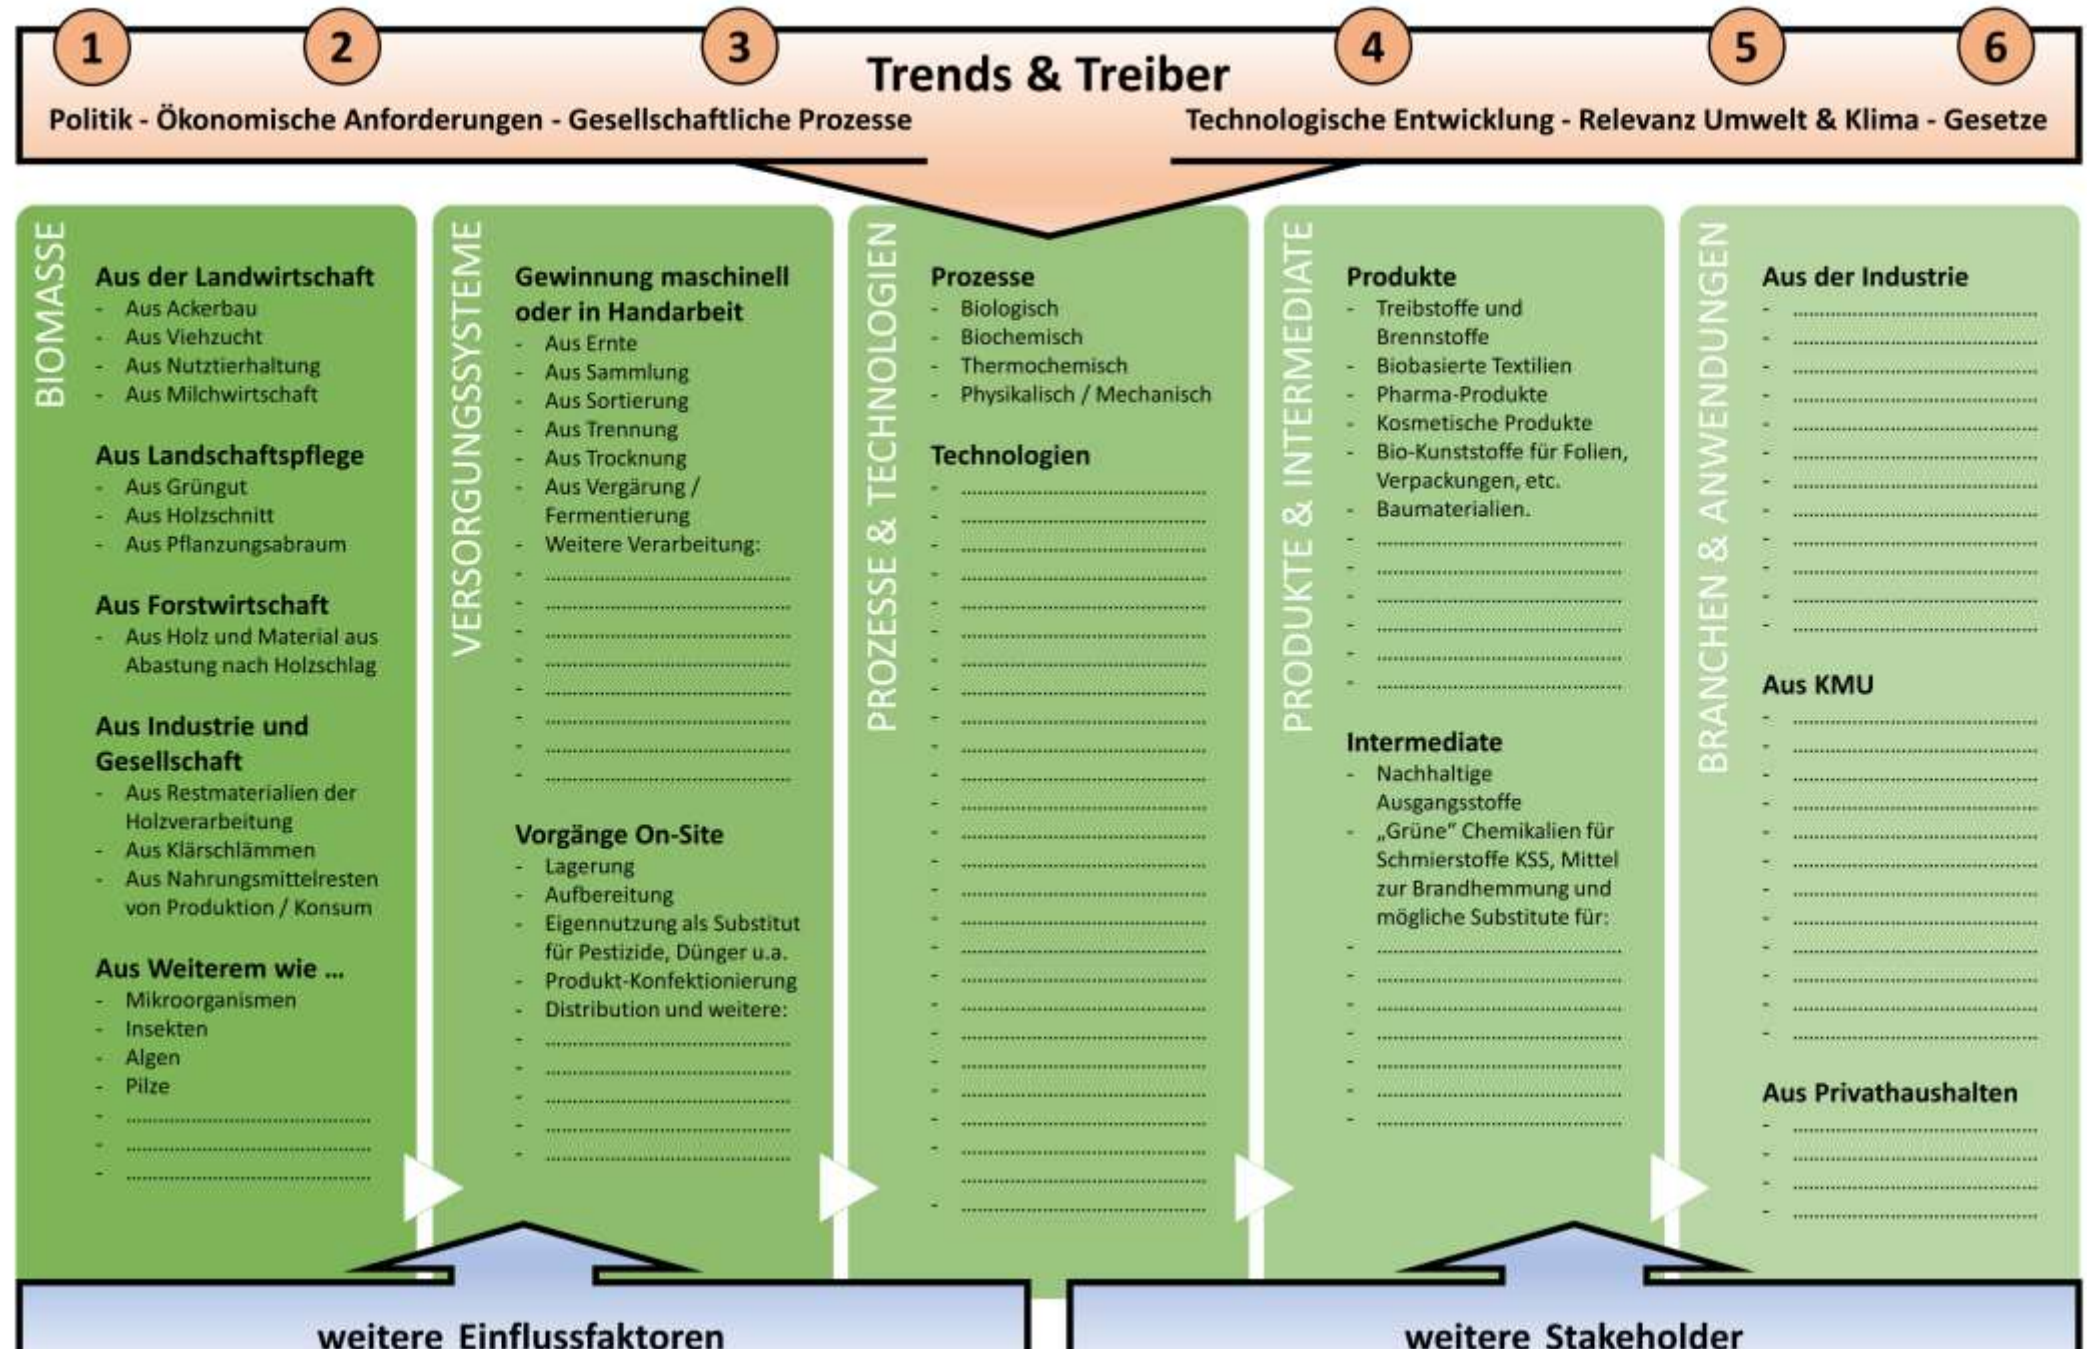 1 2 3 4 5 6
Trends & Treiber
Politik - Ökonomische Anforderungen - Gesellschaftliche Prozesse
Technologische Entwicklung - Relevanz Umwelt & Klima - Gesetze
BIOMASSE
Aus der Landwirtschaft
- Aus Ackerbau
- Aus Viehzucht
- Aus Nutztierhaltung
- Aus Milchwirtschaft
Aus Landschaftspflege
- Aus Grüngut
- Aus Holzschnitt
- Aus Pflanzungsabraum
Aus Forstwirtschaft
- Aus Holz und Material aus
Abastung nach Holzschlag
Aus Industrie und
Gesellschaft
- Aus Restmaterialien der
Holzverarbeitung
- Aus Klärschlämmen
- Aus Nahrungsmittelresten
von Produktion / Konsum
Aus Weiterem wie ...
- Mikroorganismen
- Insekten
- Algen
- Pilze
VERSORGUNGSSYSTEME
Gewinnung maschinell
oder in Handarbeit
- Aus Ernte
- Aus Sammlung
- Aus Sortierung
- Aus Trennung
- Aus Trocknung
- Aus Vergärung /
Fermentierung
- Weitere Verarbeitung:
Vorgänge On-Site
- Lagerung
- Aufbereitung
- Eigennutzung als Substitut
für Pestizide, Dünger u.a.
- Produkt-Konfektionierung
- Distribution und weitere:
PROZESSE & TECHNOLOGIEN
Prozesse
- Biologisch
- Biochemisch
- Thermochemisch
- Physikalisch / Mechanisch
Technologien
PRODUKTE & INTERMEDIATE
Produkte
- Treibstoffe und
Brennstoffe
- Biobasierte Textilien
- Pharma-Produkte
- Kosmetische Produkte
- Bio-Kunststoffe für Folien,
Verpackungen, etc.
- Baumaterialien.
Intermediate
- Nachhaltige
Ausgangsstoffe
- „Grüne“ Chemikalien für
Schmierstoffe KSS, Mittel
zur Brandhemmung und
mögliche Substitute für:
BRANCHEN & ANWENDUNGEN
Aus der Industrie
Aus KMU
Aus Privathaushalten
weitere Einflussfaktoren
weitere Stakeholder